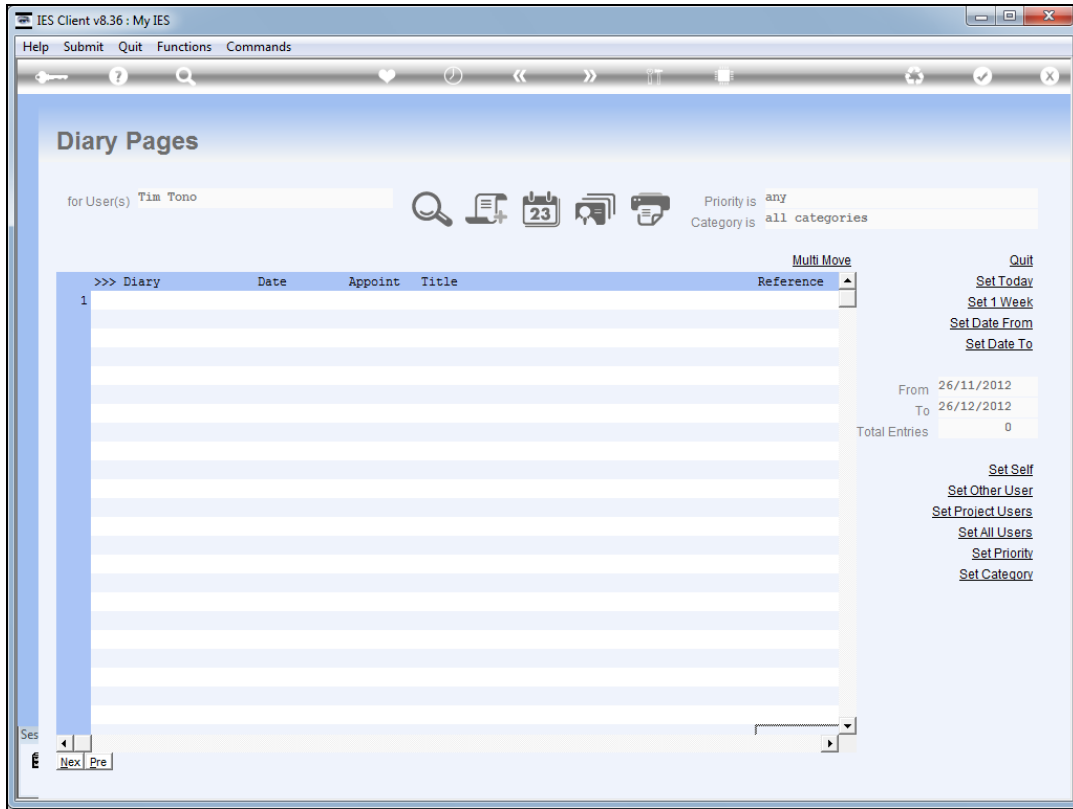 IES Client v8.36 : My IES
Help Submit Quit Functions Commands
Diary Pages
for User(s) Tim Tono
23
Priority is any
Category is all categories
Multi Move
Quit
>>> Diary Date Appoint Title Reference
Set Today
1
Set 1 Week
Set Date From
Set Date To
From 26/11/2012
To 26/12/2012
Total Entries 0
Set Self
Set Other User
Set Project Users
Set All Users
Set Priority
Set Category
Ses
Nex Pre